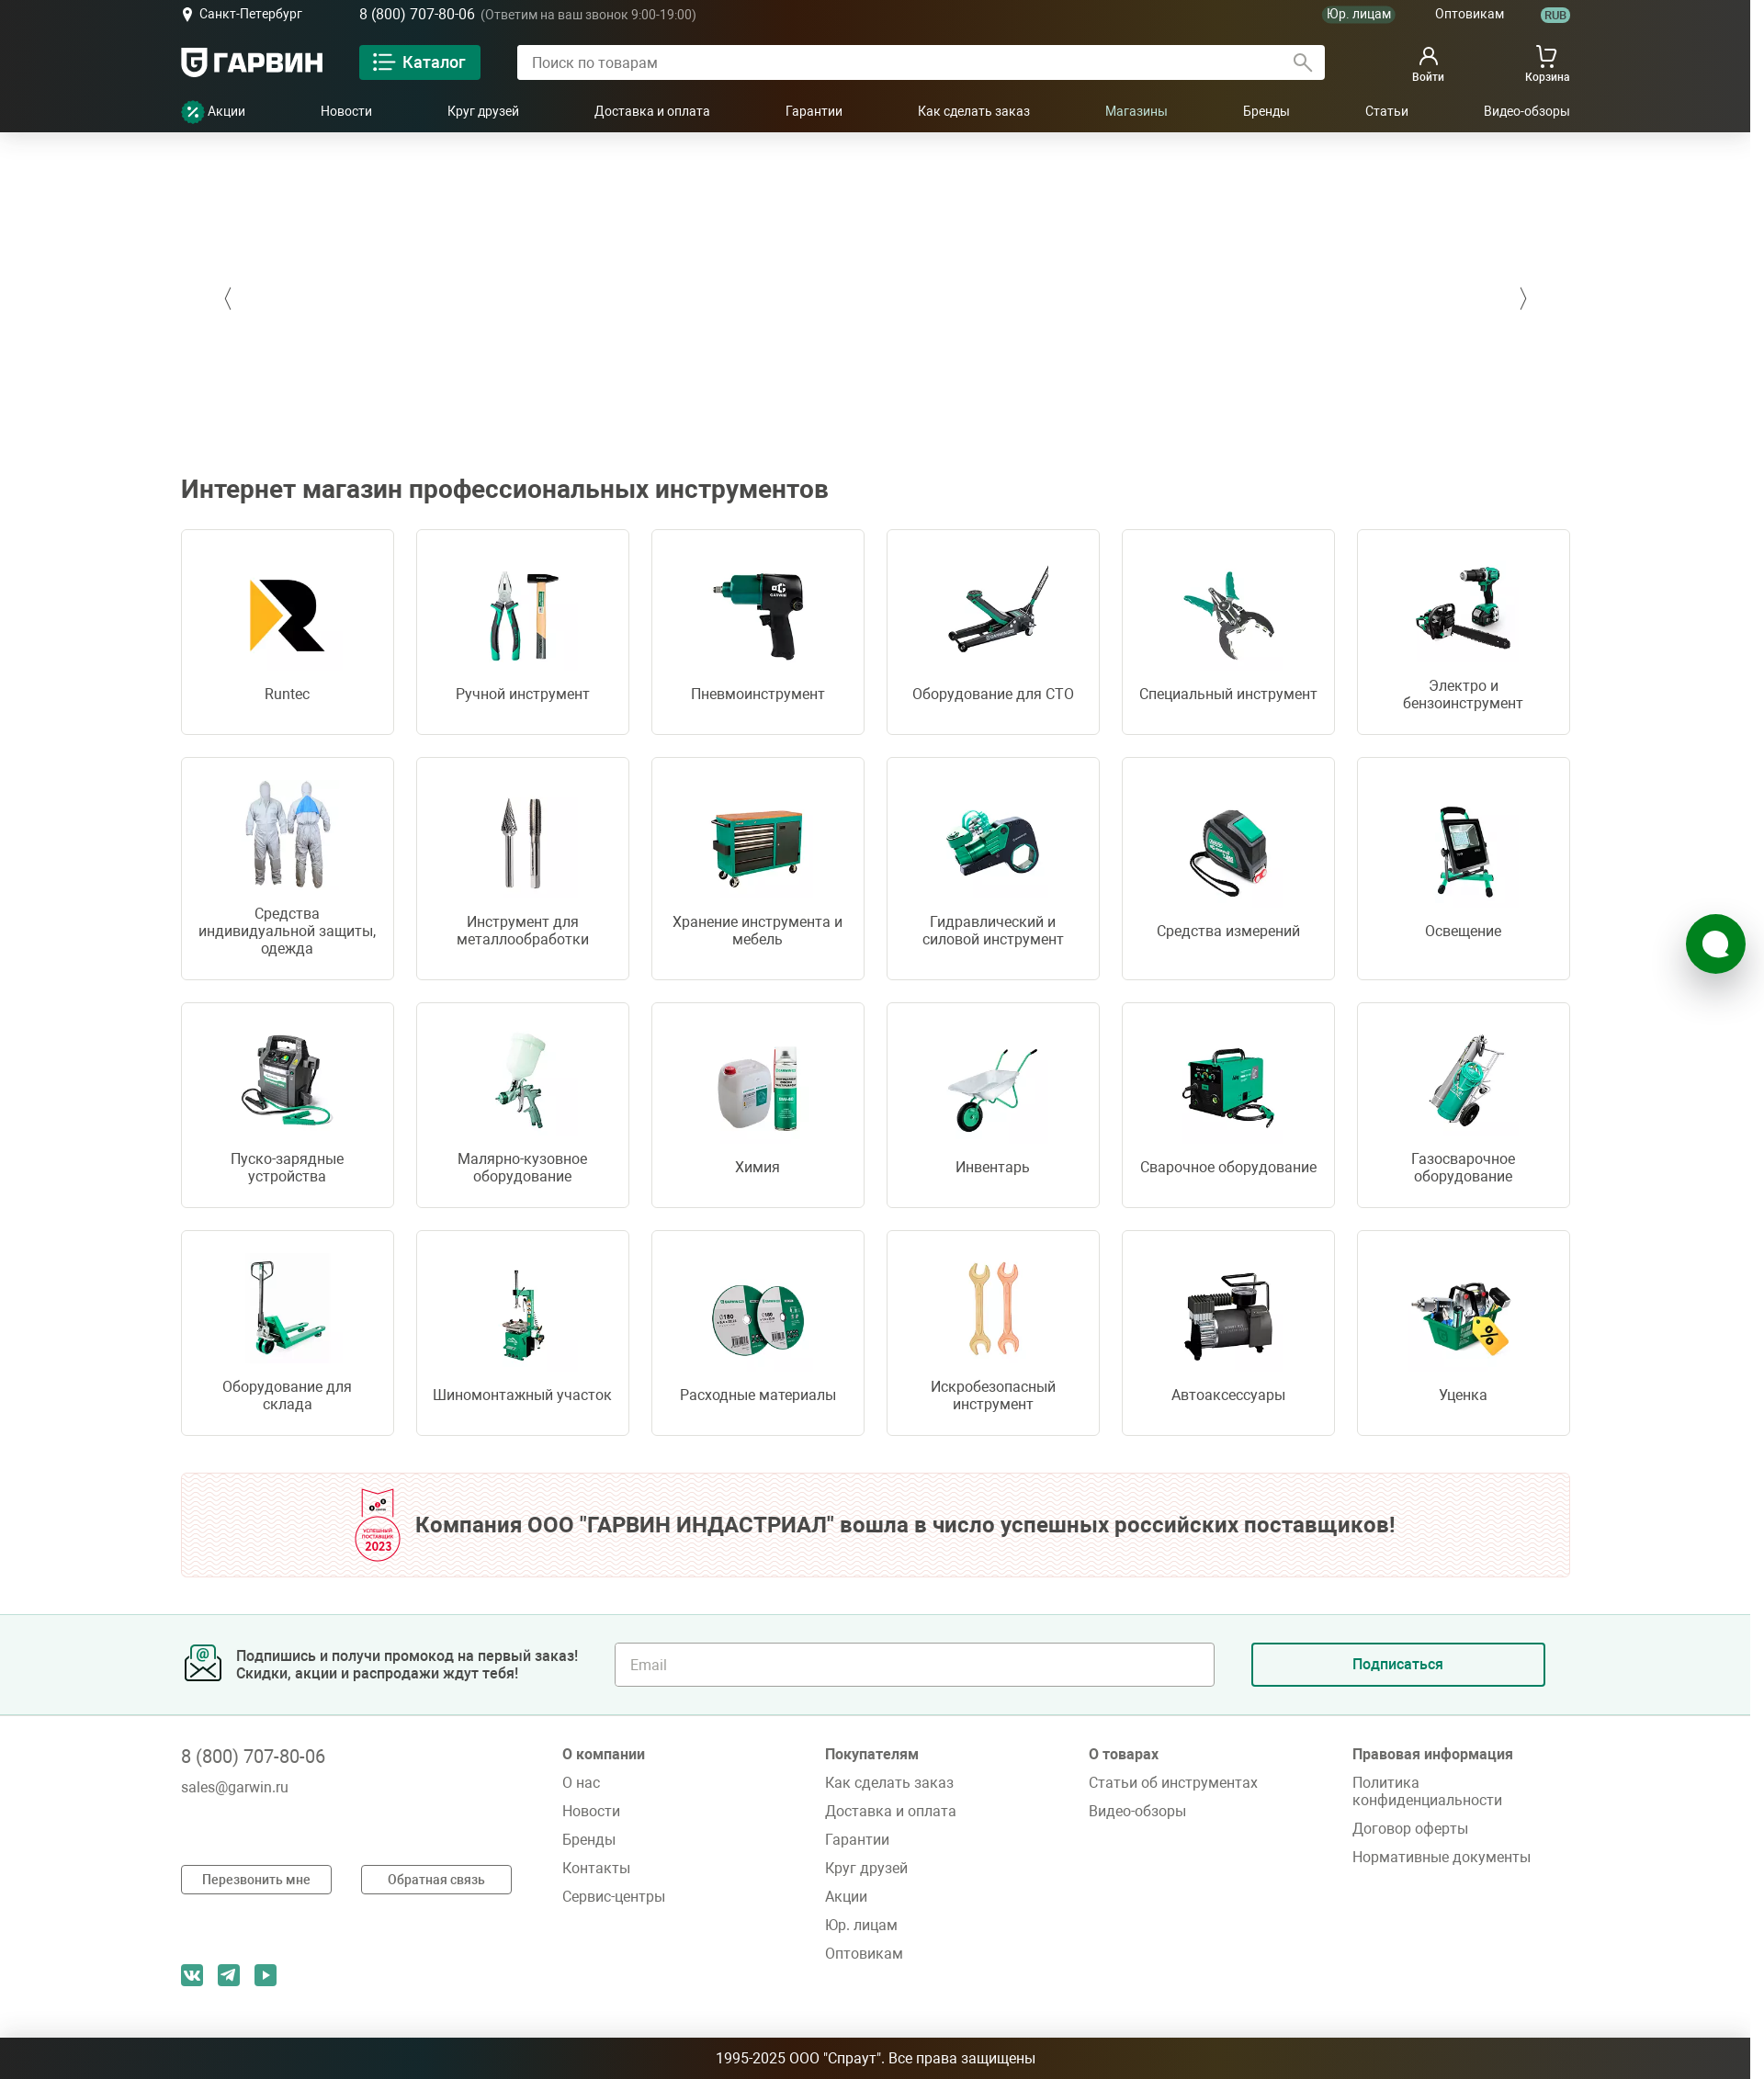 Санкт-Петербург
8 (800) 707-80-06 (Ответим на ваш звонок 9:00-19:00)
Юр. лицам
Оптовикам
RUB
ГАРВИН
Каталог
Поиск по товарам
Войти
Корзина
Акции
Новости
Круг друзей
Доставка и оплата
Гарантии
Как сделать заказ
Магазины
Бренды
Статьи
Видео-обзоры
Интернет магазин профессиональных инструментов
Runtec
Ручной инструмент
Пневмоинструмент
Оборудование для СТО
Специальный инструмент
Электро и
бензоинструмент
Средства
индивидуальной защиты,
одежда
Инструмент для
металлообработки
Хранение инструмента и
мебель
Гидравлический и
силовой инструмент
Средства измерений
Освещение
Пуско-зарядные
устройства
Малярно-кузовное
оборудование
Химия
Инвентарь
Сварочное оборудование
Газосварочное
оборудование
Оборудование для
склада
Шиномонтажный участок
Расходные материалы
Искробезопасный
инструмент
Автоаксессуары
Уценка
УСПЕШНЫЙ
ПОСТАВЩИК
2023
Компания ООО "ГАРВИН ИНДАСТРИАЛ" вошла в число успешных российских поставщиков!
Подпишись и получи промокод на первый заказ!
Скидки, акции и распродажи ждут тебя!
Email
Подписаться
8 (800) 707-80-06
sales@garwin.ru
Перезвонить мне
Обратная связь
О компании
О нас
Новости
Бренды
Контакты
Сервис-центры
Покупателям
Как сделать заказ
Доставка и оплата
Гарантии
Круг друзей
Акции
Юр. лицам
Оптовикам
О товарах
Статьи об инструментах
Видео-обзоры
Правовая информация
Политика
конфиденциальности
Договор оферты
Нормативные документы
1995-2025 ООО "Спраут". Все права защищены